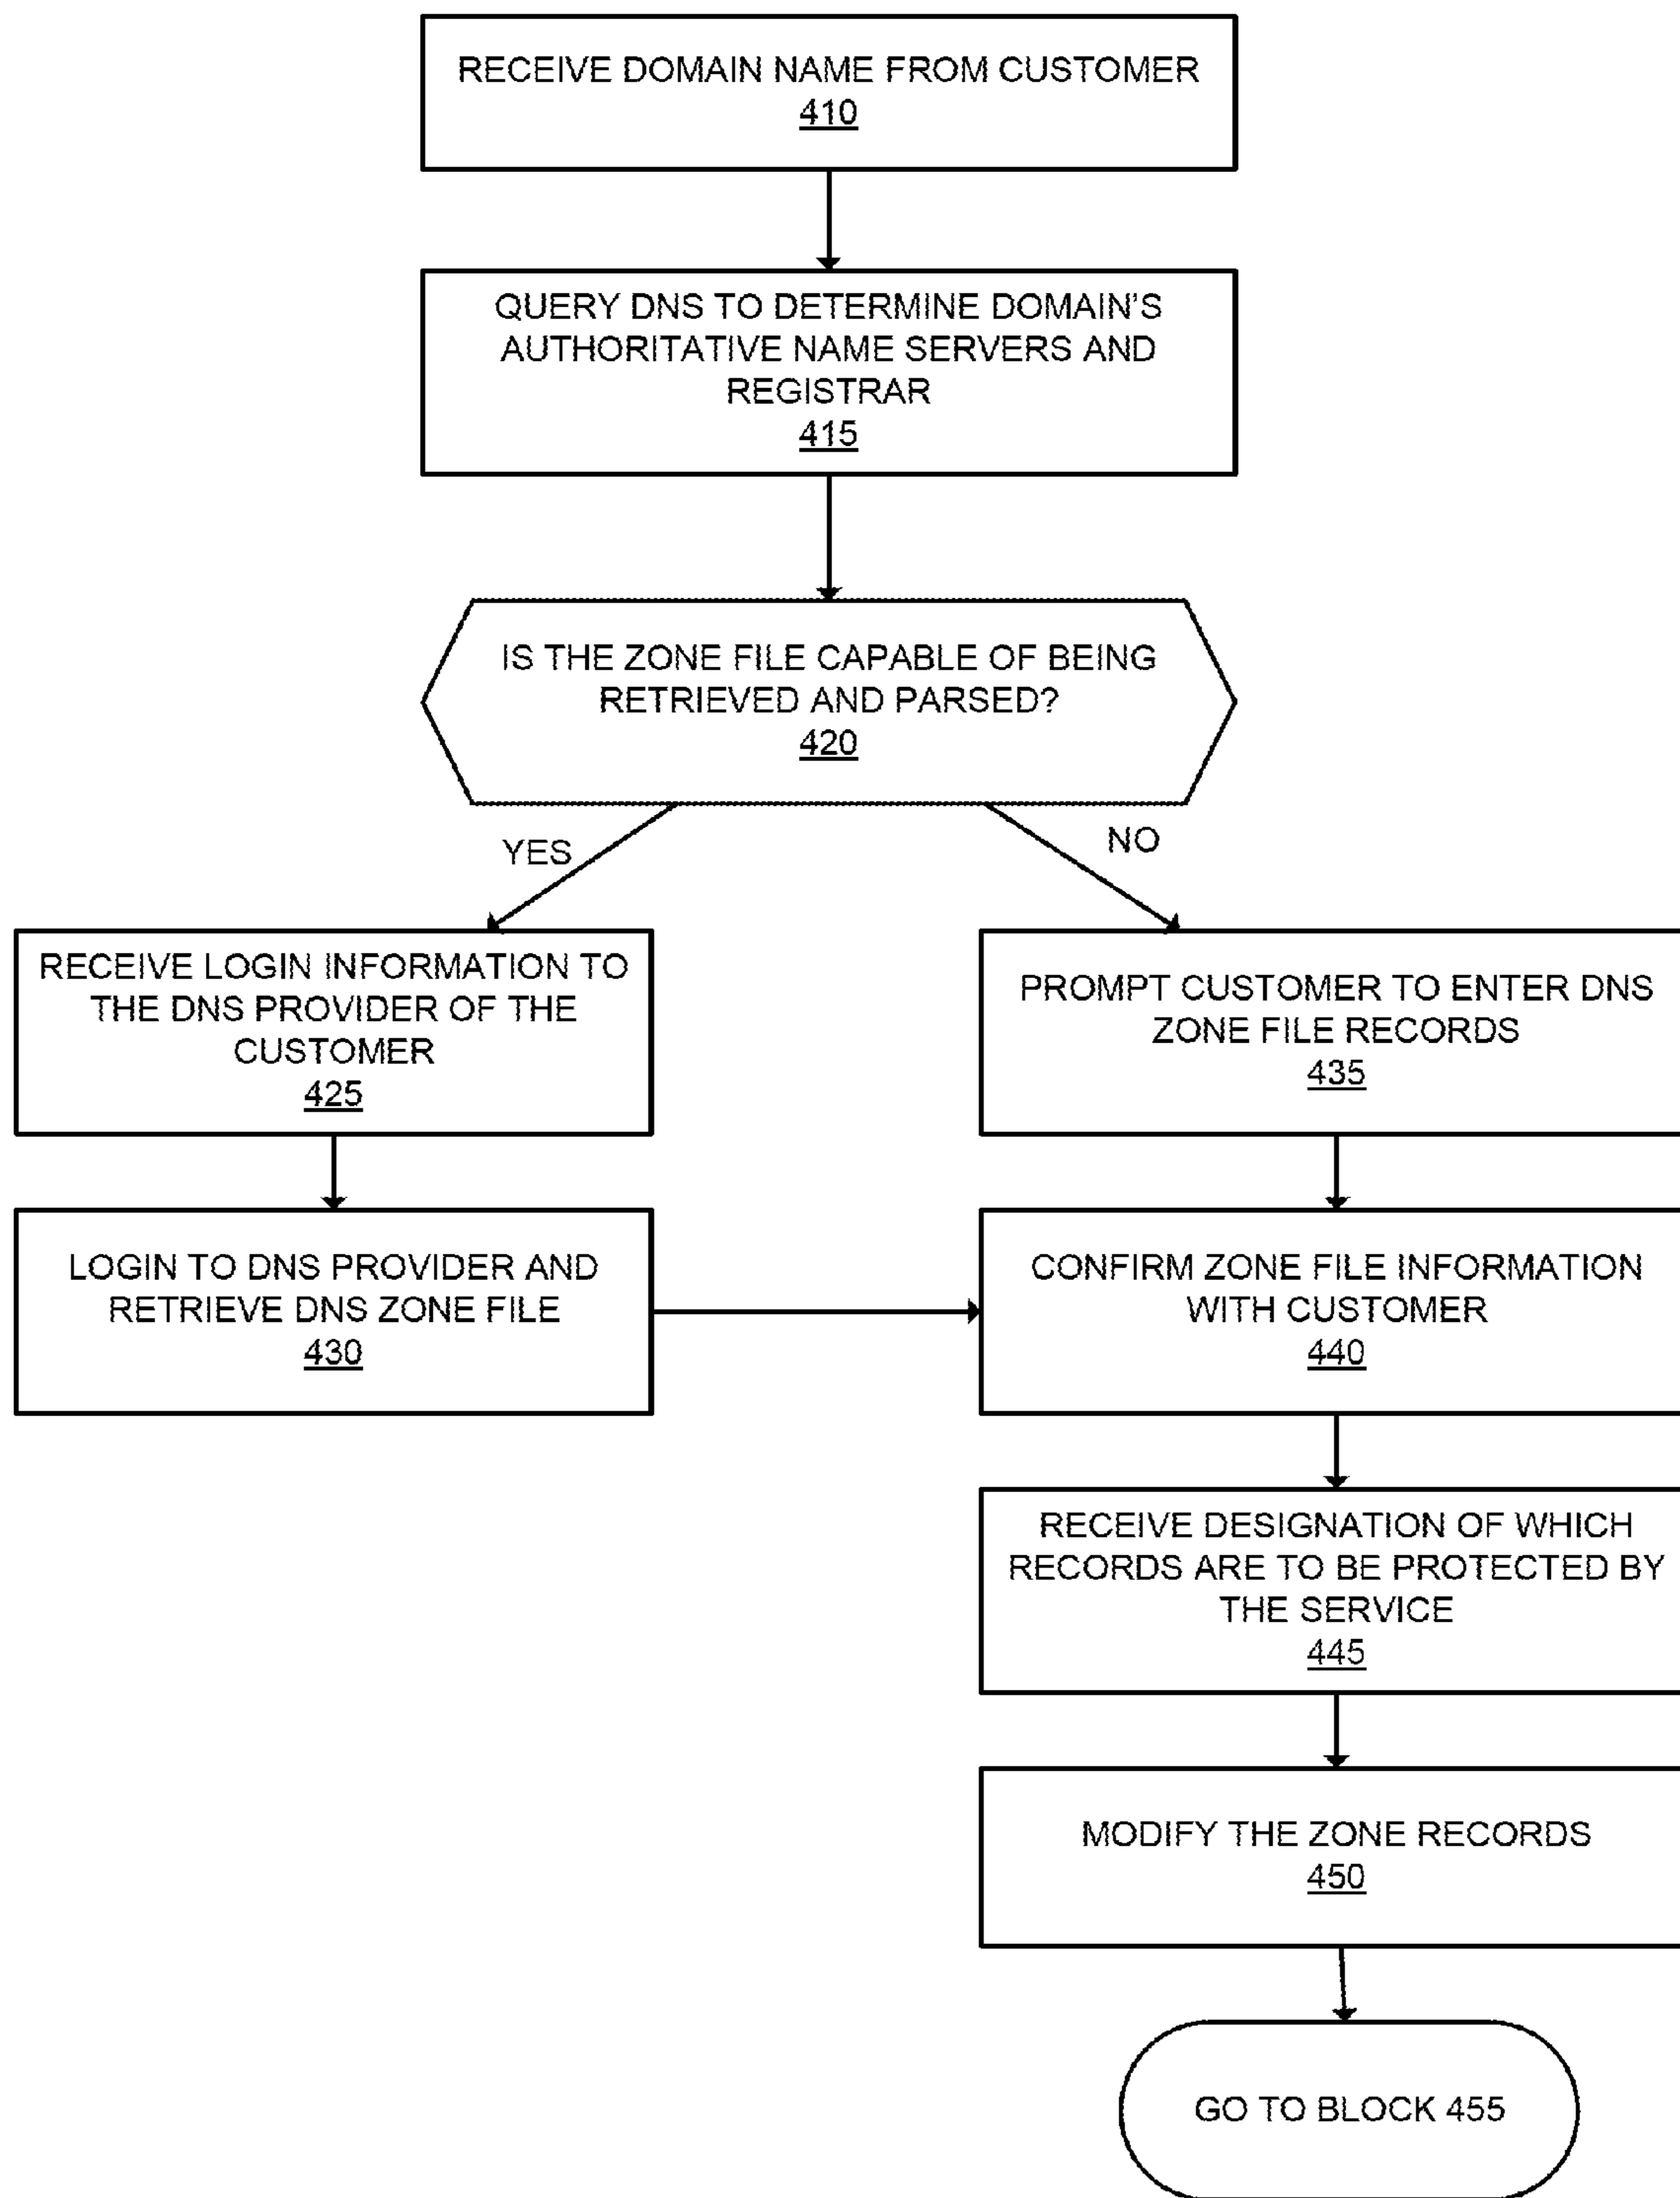 RECEIVE DOMAIN NAME FROM CUSTOMER
410
QUERY DNS TO DETERMINE DOMAIN'S
AUTHORITATIVE NAME SERVERS AND
REGISTRAR
415
IS THE ZONE FILE CAPABLE OF BEING
RETRIEVED AND PARSED?
420
YES
NO
RECEIVE LOGIN INFORMATION TO
THE DNS PROVIDER OF THE
CUSTOMER
425
PROMPT CUSTOMER TO ENTER DNS
ZONE FILE RECORDS
435
LOGIN TO DNS PROVIDER AND
RETRIEVE DNS ZONE FILE
430
CONFIRM ZONE FILE INFORMATION
WITH CUSTOMER
440
RECEIVE DESIGNATION OF WHICH
RECORDS ARE TO BE PROTECTED BY
THE SERVICE
445
MODIFY THE ZONE RECORDS
450
GO TO BLOCK 455